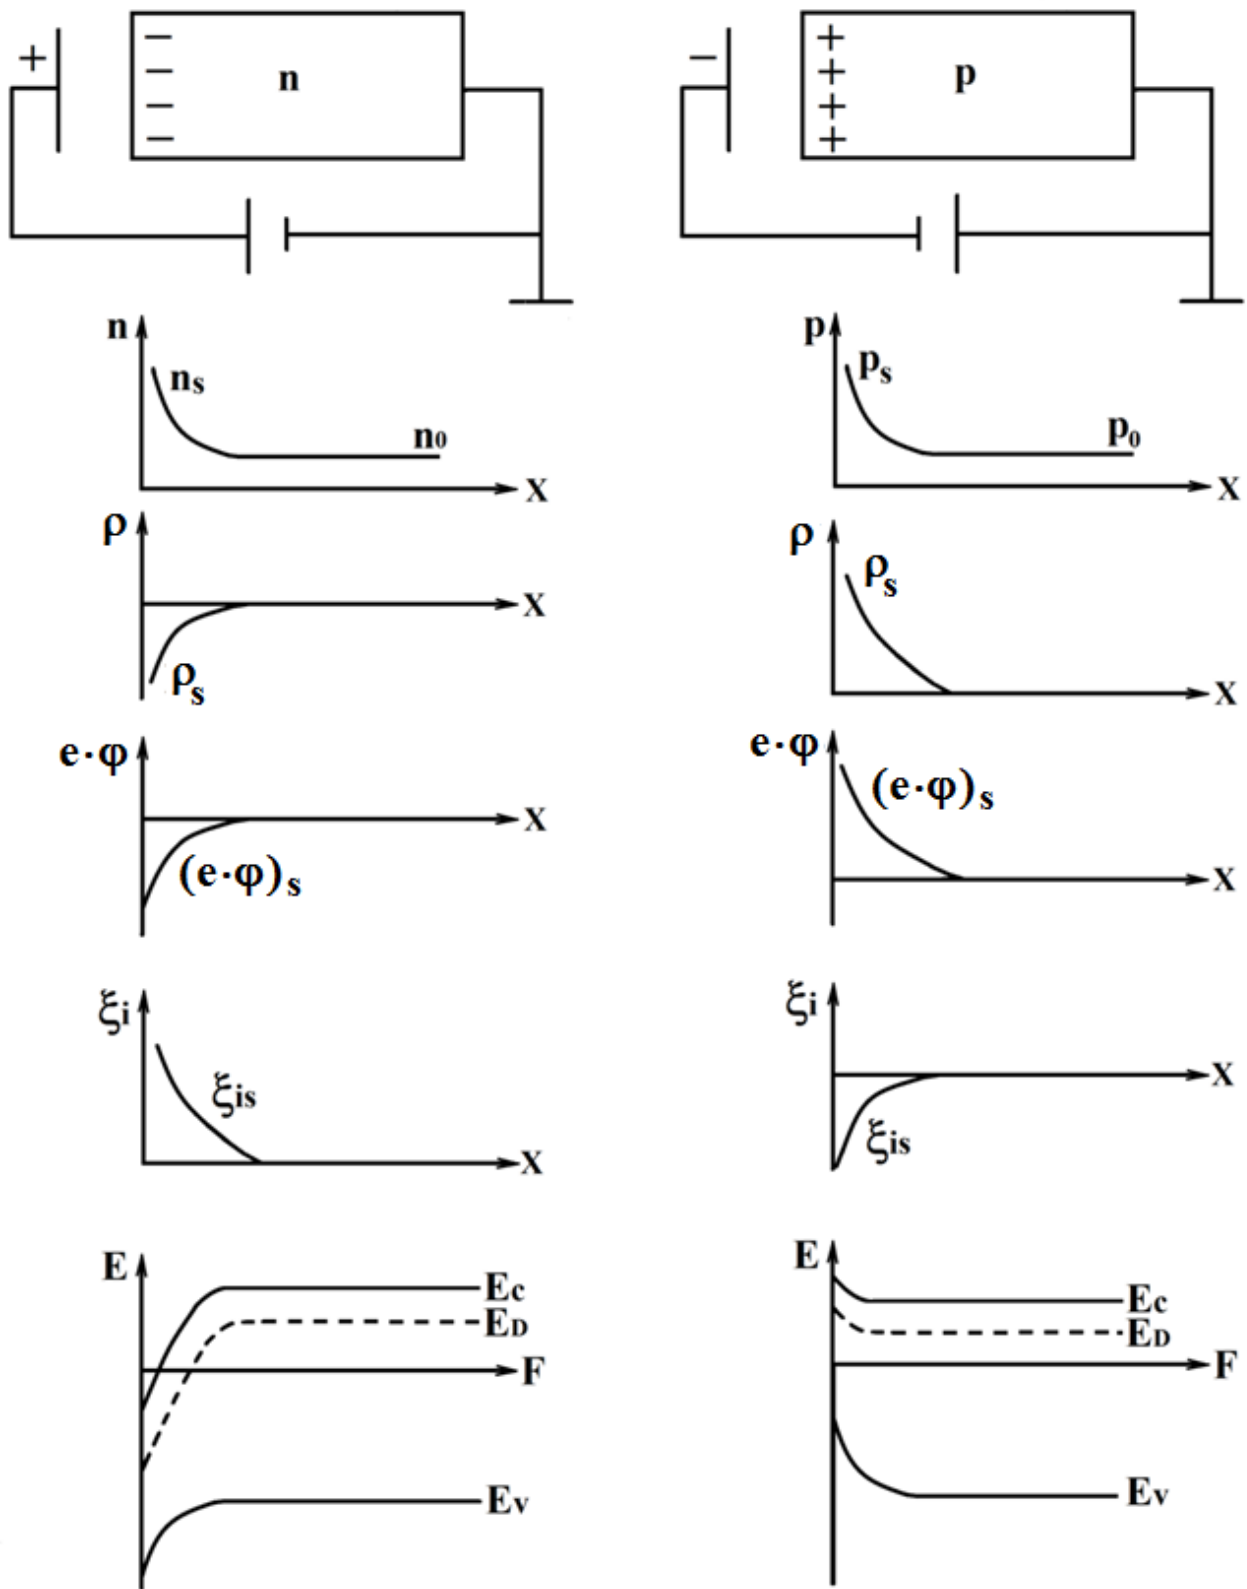 + − − − − n
− + + + + p
n ns n0 X
p ps p0 X
ρ ρs X
ρ ρs X
e·φ (e·φ)s X
e·φ (e·φ)s X
ξi ξis X
ξi ξis X
E Ec ED F Ev
E Ec ED F Ev